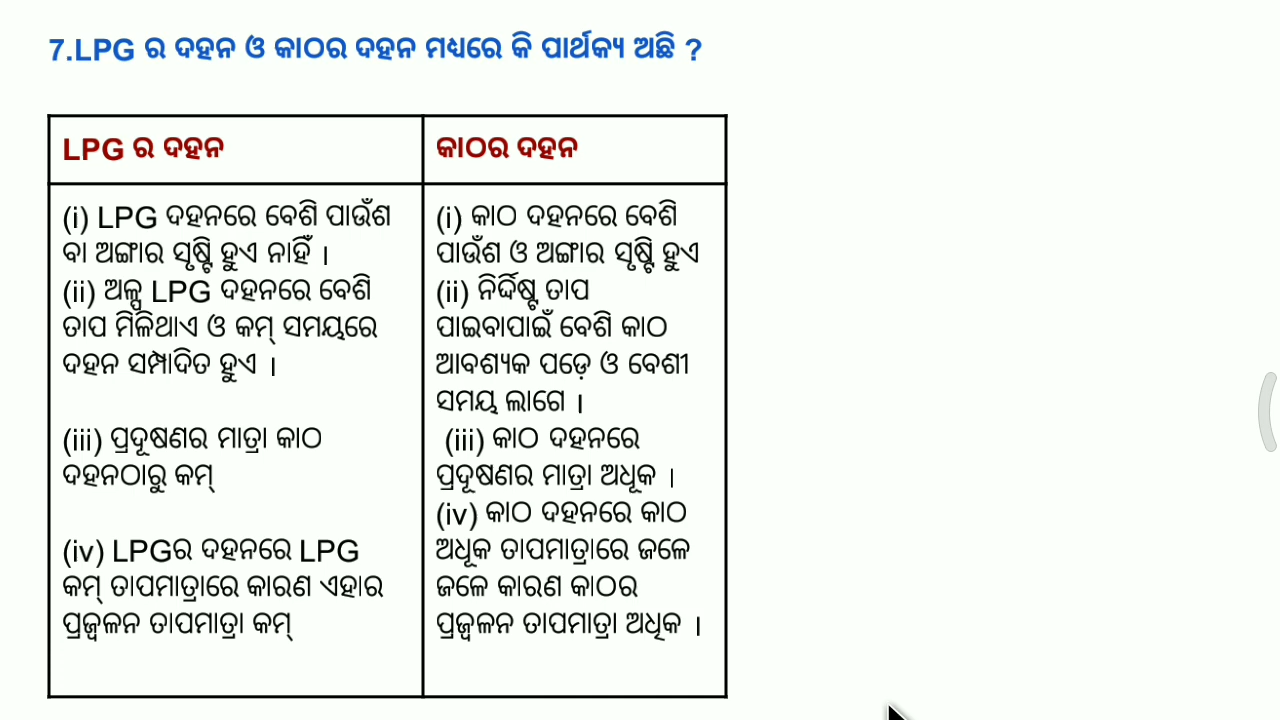 7.LPG ର ଦହନ ଓ କାଠର ଦହନ ମଧ୍ୟରେ କି ପାର୍ଥକ୍ୟ ଅଛି ?
LPG ର ଦହନ
(i) LPG ଦହନରେ ବେଶି ପାଉଁଶ
ବା ଅଙ୍ଗାର ସୃଷ୍ଟି ହୁଏ ନାହିଁ ।
(ii) ଅଳ୍ପ LPG ଦହନରେ ବେଶି
ତାପ ମିଳିଥାଏ ଓ କମ୍ ସମୟରେ
ଦହନ ସମ୍ପାଦିତ ହୁଏ ।
(iii) ପ୍ରଦୂଷଣର ମାତ୍ରା କାଠ
ଦହନଠାରୁ କମ୍
(iv) LPGର ଦହନରେ LPG
କମ୍ ତାପମାତ୍ରାରେ କାରଣ ଏହାର
ପ୍ରଜ୍ୱଳନ ତାପମାତ୍ରା କମ୍
କାଠର ଦହନ
(i) କାଠ ଦହନରେ ବେଶି
ପାଉଁଶ ଓ ଅଙ୍ଗାର ସୃଷ୍ଟି ହୁଏ
(ii) ନିର୍ଦ୍ଦିଷ୍ଟ ତାପ
ପାଇବାପାଇଁ ବେଶି କାଠ
ଆବଶ୍ୟକ ପଡ଼େ ଓ ବେଶୀ
ସମୟ ଲାଗେ ।
(iii) କାଠ ଦହନରେ
ପ୍ରଦୂଷଣର ମାତ୍ରା ଅଧୂକ ।
(iv) କାଠ ଦହନରେ କାଠ
ଅଧୂକ ତାପମାତ୍ରାରେ ଜଳେ
ଜଳେ କାରଣ କାଠର
ପ୍ରଜ୍ୱଳନ ତାପମାତ୍ରା ଅଧିକ ।